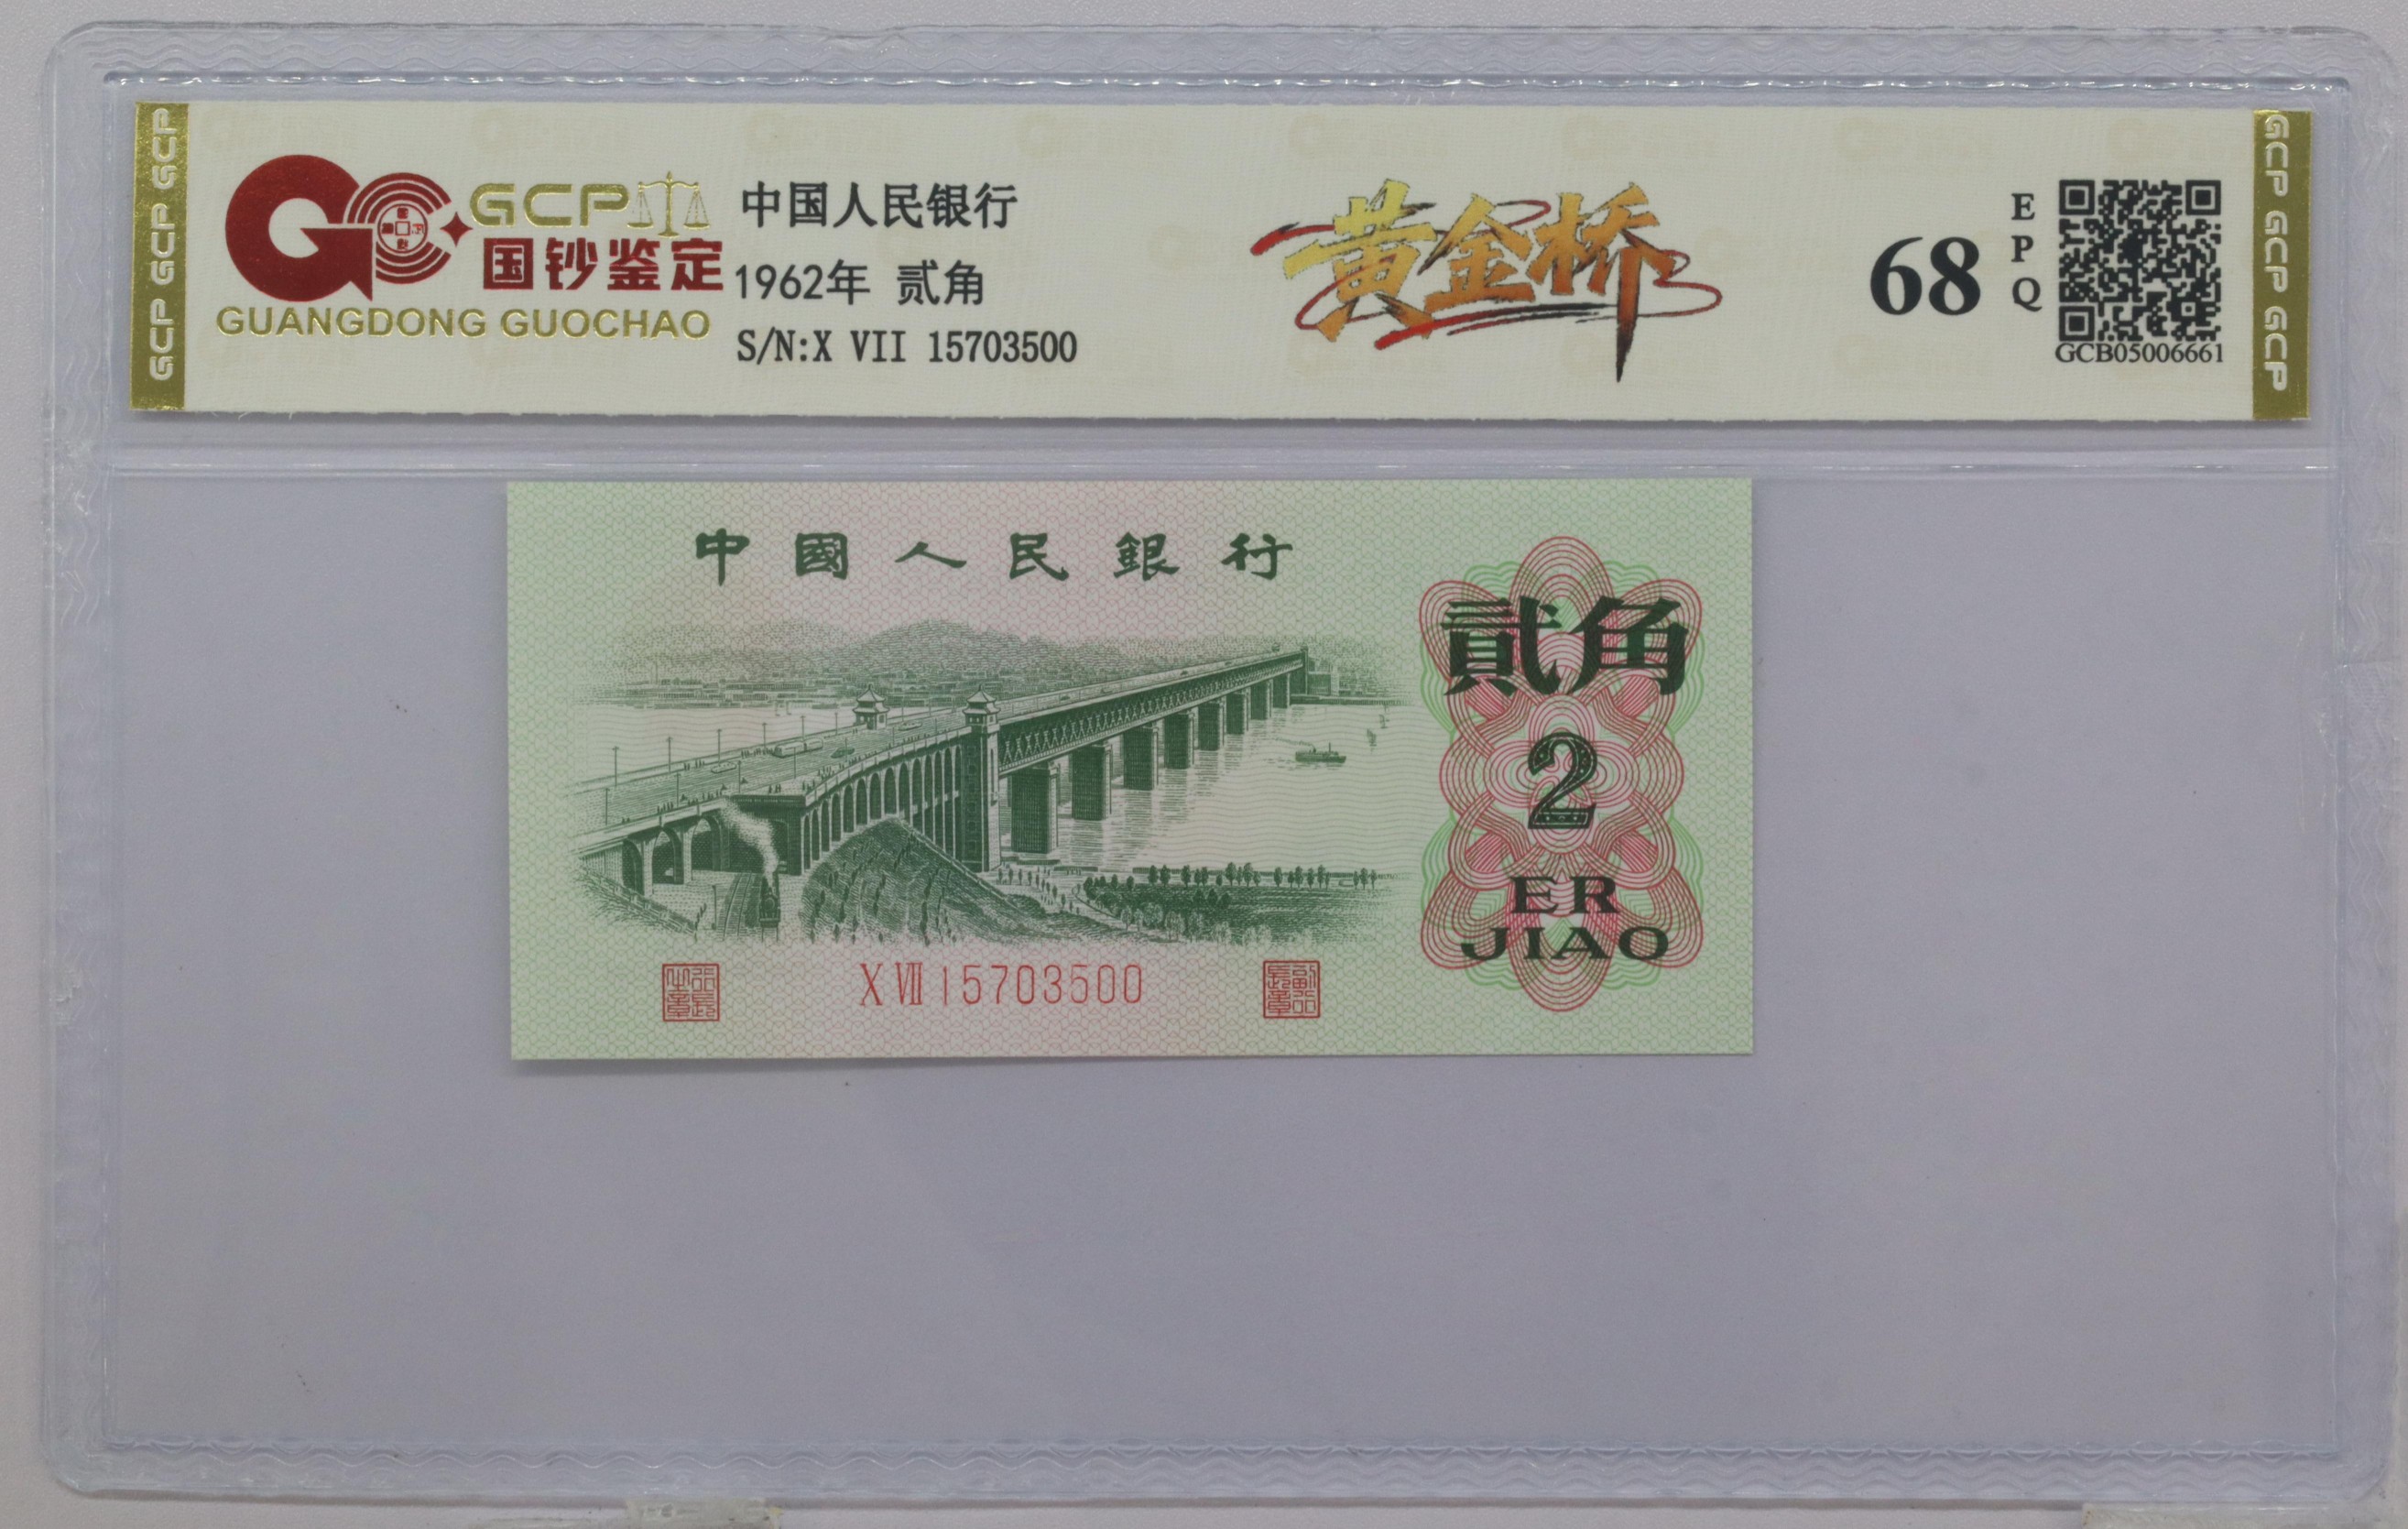 GCP GCP GCP
GCP
国钞鉴定
GUANGDONG GUOCHAO
中国人民银行
1962年 贰角
S/N:X VII 15703500
黄金桥
68
E
P
Q
GCB05006661
GCP GCP GCP
中國人民銀行
貳角
2
ER
JIAO
X VII 15703500